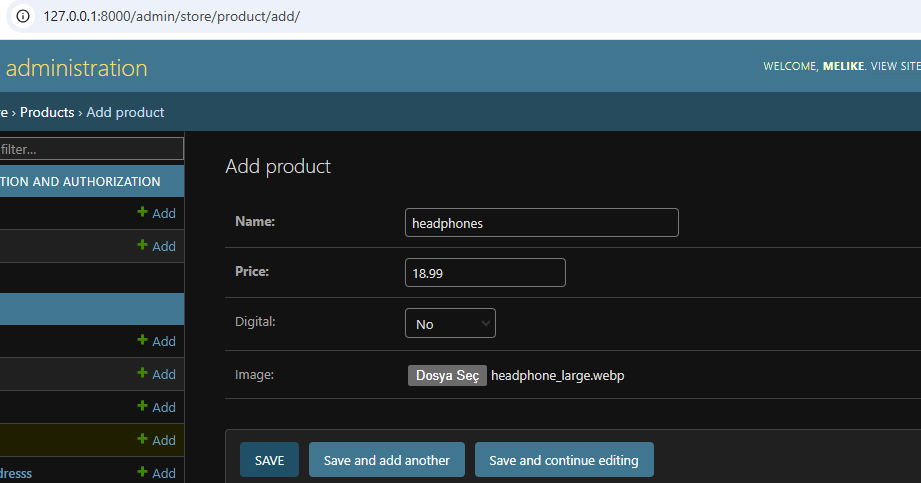 127.0.0.1:8000/admin/store/product/add/
administration
WELCOME, MELIKE. VIEW SITE
e › Products › Add product
filter...
TION AND AUTHORIZATION
+ Add
+ Add
+ Add
+ Add
+ Add
+ Add
dresss + Add
Add product
Name: headphones
Price: 18.99
Digital: No
Image: Dosya Seç headphone_large.webp
SAVE Save and add another Save and continue editing